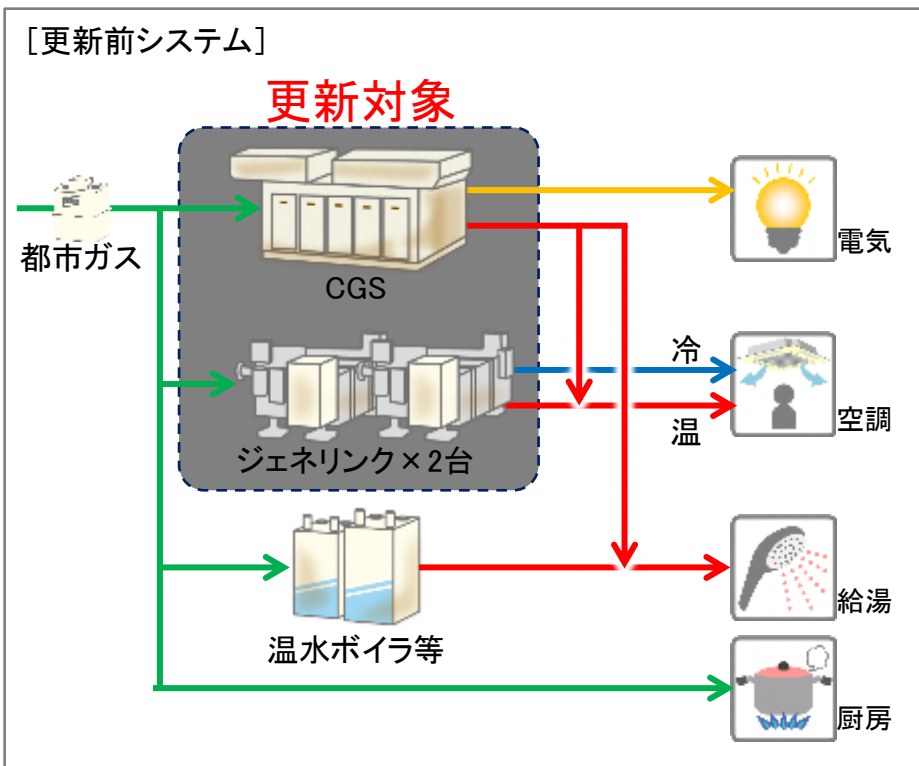 [更新前システム]
更新対象
都市ガス
CGS
電気
冷
温
空調
ジェネリンク×2台
給湯
温水ボイラ等
厨房